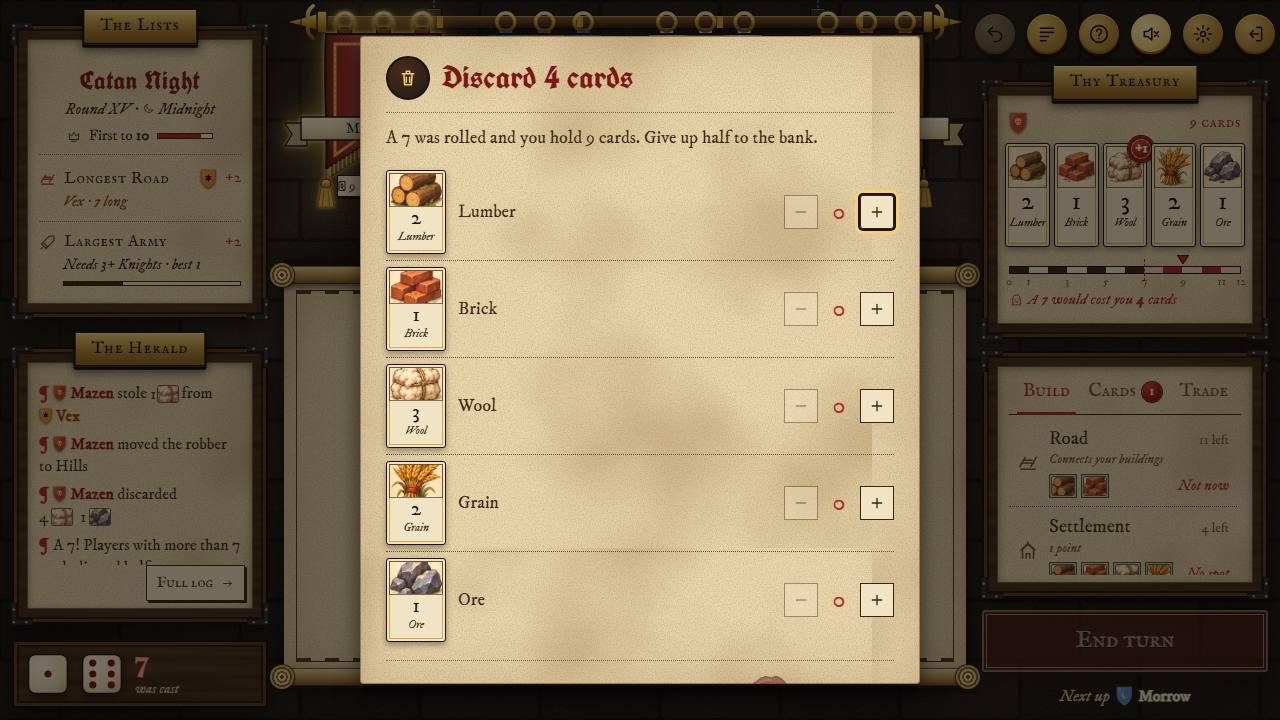 The Lists
Catan Night
Round XV · Midnight
First to 10
Longest Road +2
Vex · 7 long
Largest Army +2
Needs 3+ Knights · best 1
The Herald
¶ Mazen stole 1 from
Vex
¶ Mazen moved the robber
to Hills
¶ Mazen discarded
4 1
¶ A 7! Players with more than 7
Full log →
7
was cast
Discard 4 cards
A 7 was rolled and you hold 9 cards. Give up half to the bank.
2
Lumber
Lumber
− 0 +
1
Brick
Brick
− 0 +
3
Wool
Wool
− 0 +
2
Grain
Grain
− 0 +
1
Ore
Ore
− 0 +
Thy Treasury
9 cards
+1
2 1 3 2 1
Lumber Brick Wool Grain Ore
0 1 3 5 7 9 11 12
A 7 would cost you 4 cards
Build Cards 1 Trade
Road 11 left
Connects your buildings
Not now
Settlement 4 left
1 point
No spot
End turn
Next up Morrow